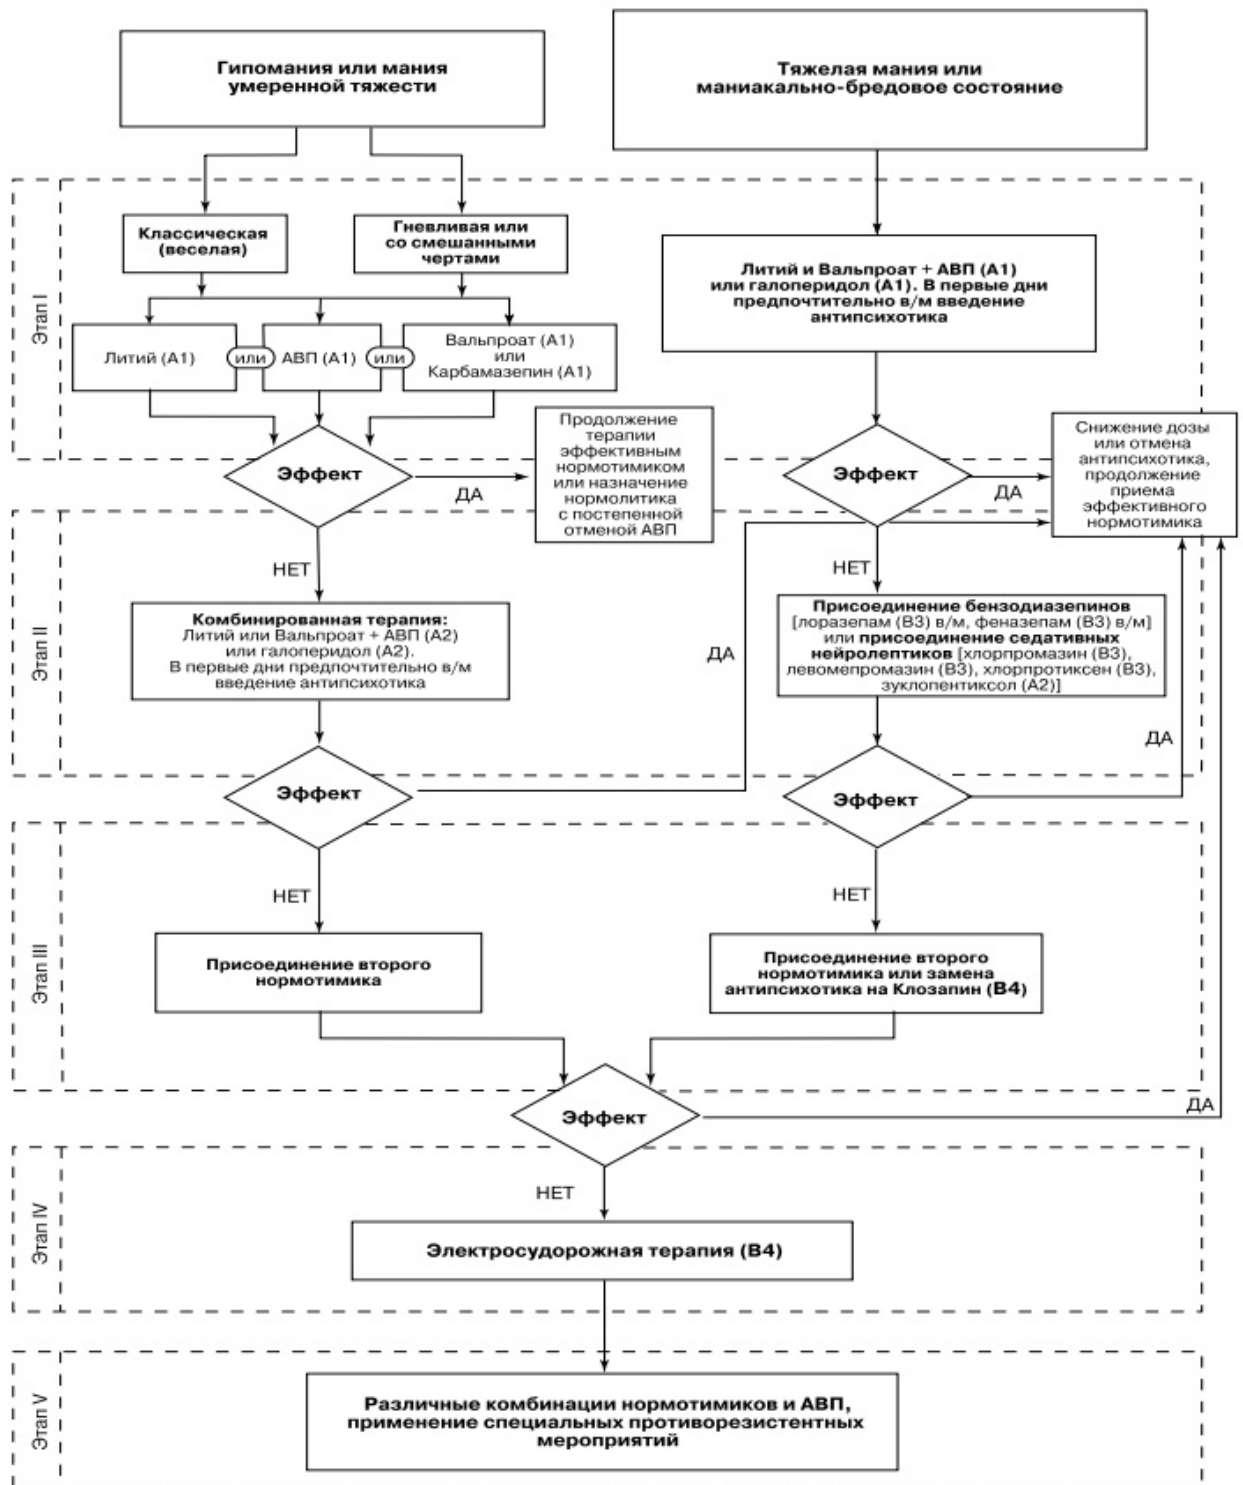 Гипомания или мания
умеренной тяжести
Тяжелая мания или
маниакально-бредовое состояние
Этап I
Классическая
(веселая)
Гневливая или
со смешанными
чертами
Литий и Вальпроат + АВП (А1)
или галоперидол (А1). В первые дни
предпочтительно в/м введение
антипсихотика
Литий (А1)
или
АВП (А1)
или
Вальпроат (А1)
или
Карбамазепин (А1)
Эффект
ДА
Продолжение
терапии
эффективным
нормотимиком
или назначение
нормолитика
с постепенной
отменой АВП
Эффект
ДА
Снижение дозы
или отмена
антипсихотика,
продолжение
приема
эффективного
нормотимика
Этап II
НЕТ
Комбинированная терапия:
Литий или Вальпроат + АВП (А2)
или галоперидол (А2).
В первые дни предпочтительно в/м
введение антипсихотика
ДА
НЕТ
Присоединение бензодиазепинов
[лоразепам (В3) в/м, феназепам (В3) в/м]
или присоединение седативных
нейролептиков [хлорпромазин (В3),
левомепромазин (В3), хлорпротиксен (В3),
зуклопентиксол (А2)]
ДА
Эффект
Эффект
Этап III
НЕТ
Присоединение второго
нормотимика
НЕТ
Присоединение второго
нормотимика или замена
антипсихотика на Клозапин (В4)
Эффект
ДА
Этап IV
НЕТ
Электросудорожная терапия (В4)
Этап V
Различные комбинации нормотимиков и АВП,
применение специальных противорезистентных
мероприятий